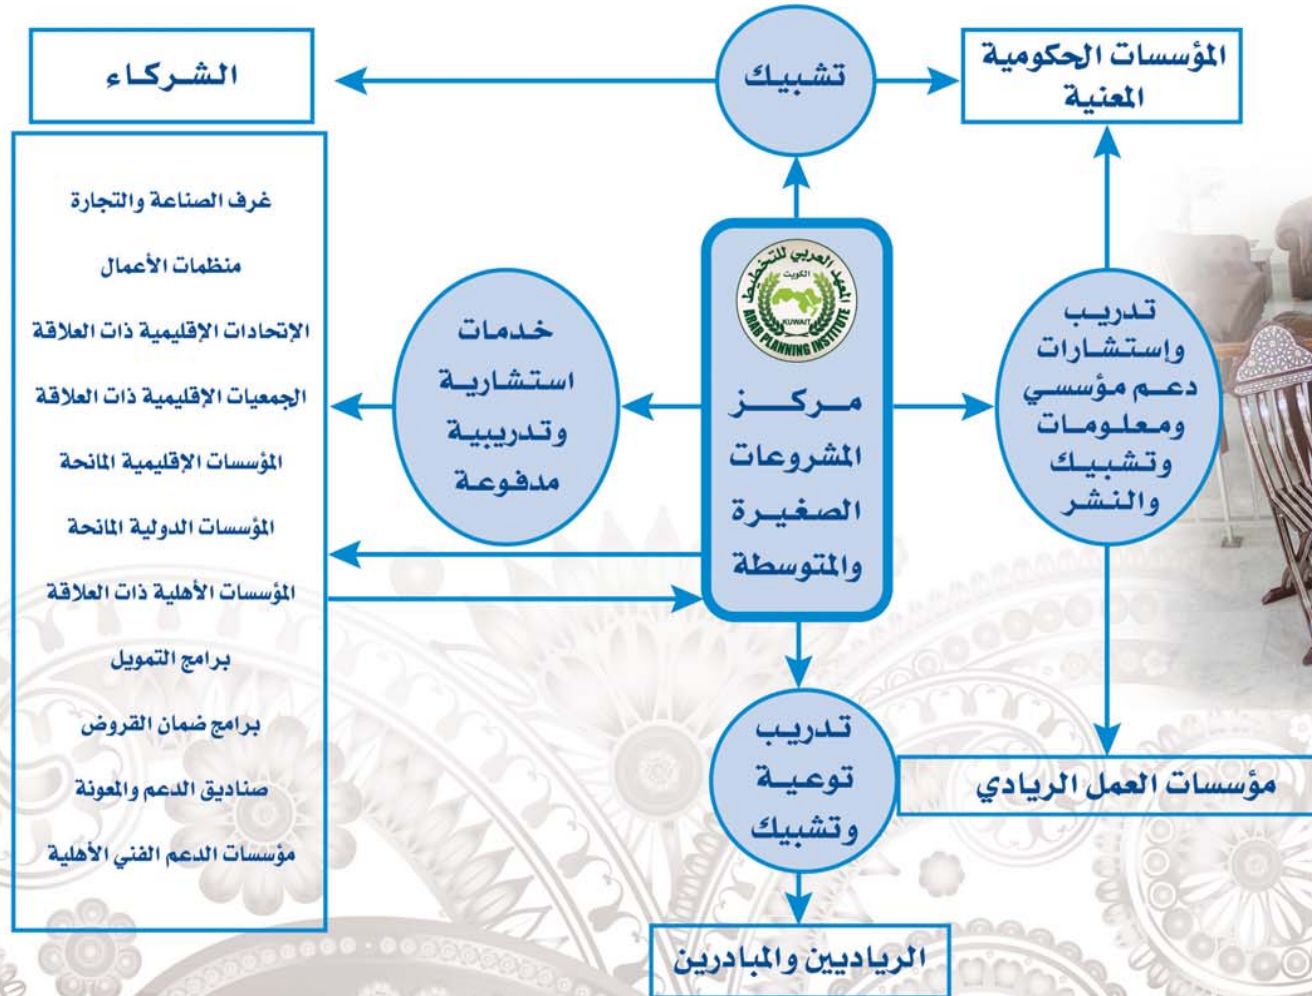 المؤسسات الحكومية
المعنية
تشبيك
الشركاء
غرف الصناعة والتجارة
منظمات الأعمال
الإتحادات الإقليمية ذات العلاقة
الجمعيات الإقليمية ذات العلاقة
المؤسسات الإقليمية المانحة
المؤسسات الدولية المانحة
المؤسسات الأهلية ذات العلاقة
برامج التمويل
برامج ضمان القروض
صناديق الدعم والمعونة
مؤسسات الدعم الفني الأهلية
المعهد العربي للتخطيط
الكويت
KUWAIT
ARAB PLANNING INSTITUTE
مركز
المشروعات
الصغيرة
والمتوسطة
تدريب
وإستشارات
دعم مؤسسي
ومعلومات
وتشبيك
والنشر
خدمات
استشارية
وتدريبية
مدفوعة
تدريب
توعية
وتشبيك
مؤسسات العمل الريادي
الرياديين والمبادرين